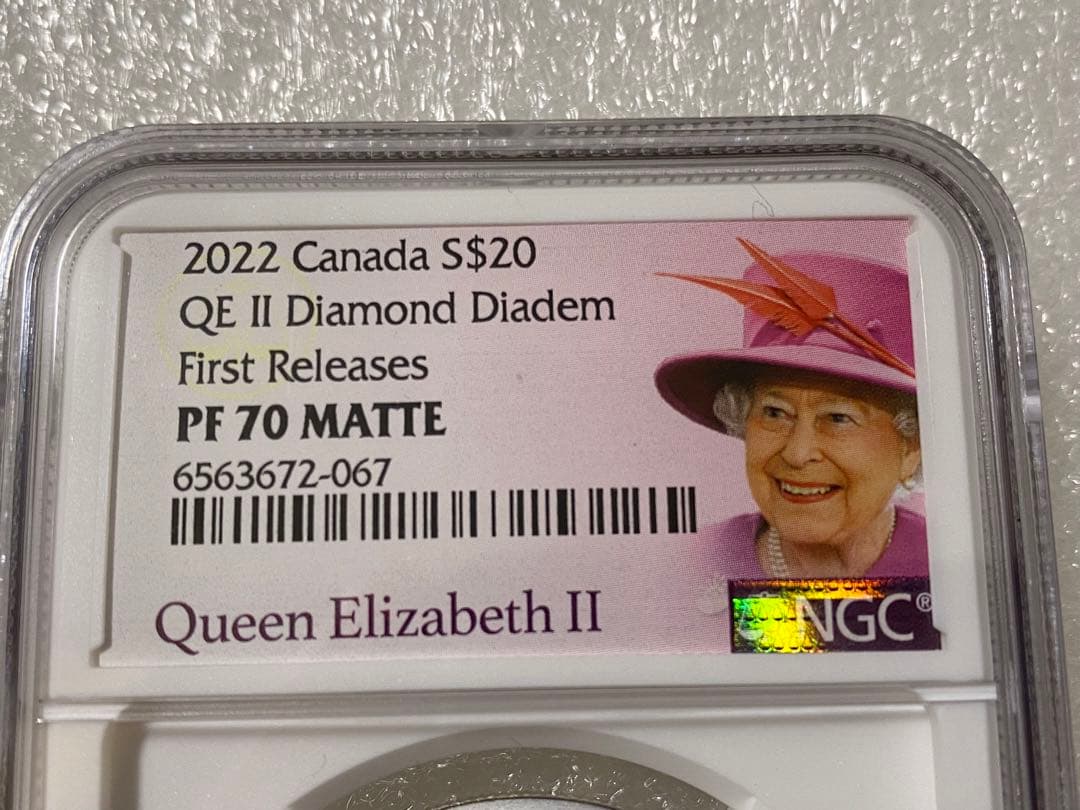 2022 Canada S$20
QE II Diamond Diadem
First Releases
PF 70 MATTE
6563672-067
Queen Elizabeth II
NGC®